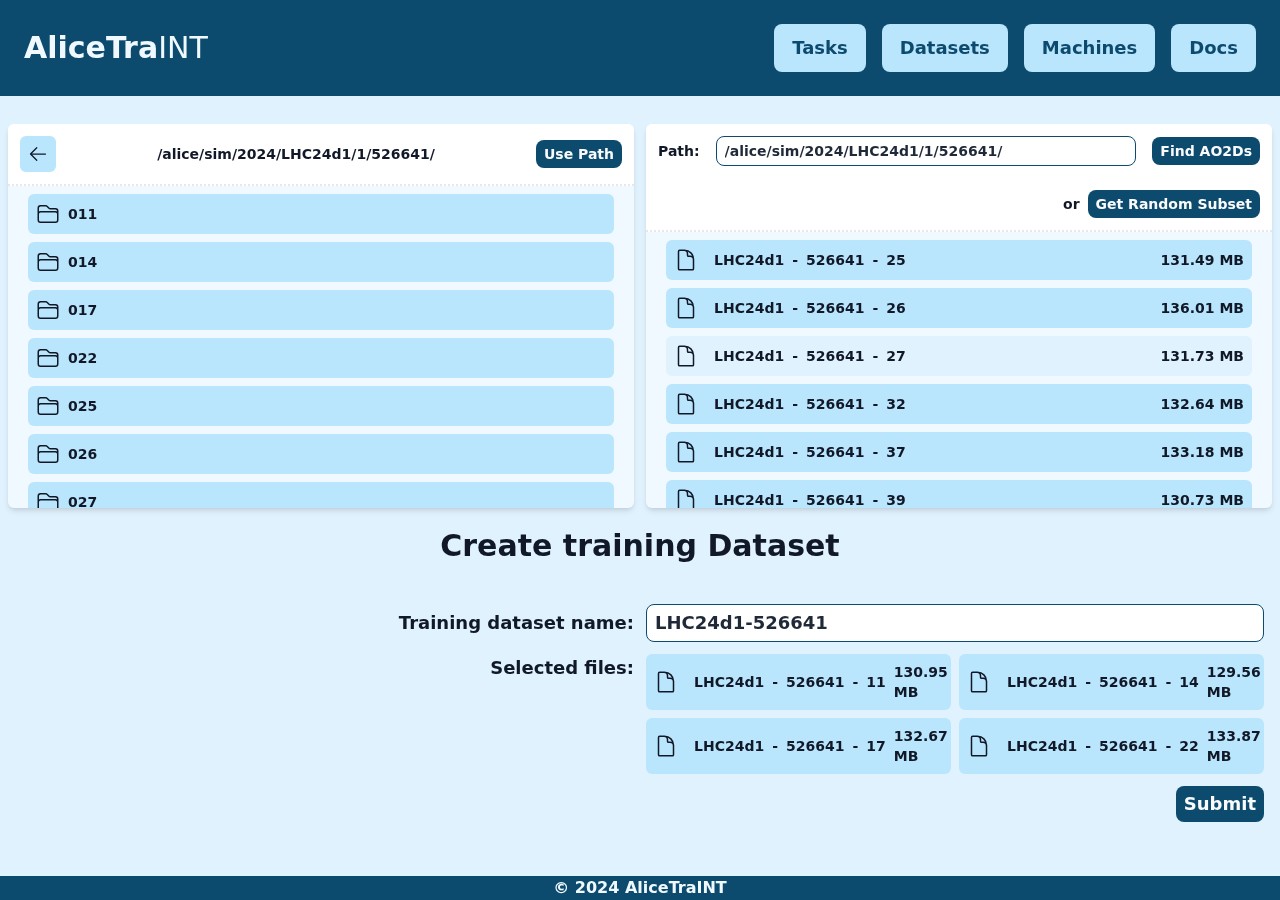 AliceTraINT
Tasks
Datasets
Machines
Docs
/alice/sim/2024/LHC24d1/1/526641/
Use Path
011
014
017
022
025
026
027
Path:
/alice/sim/2024/LHC24d1/1/526641/
Find AO2Ds
or
Get Random Subset
LHC24d1 - 526641 - 25 131.49 MB
LHC24d1 - 526641 - 26 136.01 MB
LHC24d1 - 526641 - 27 131.73 MB
LHC24d1 - 526641 - 32 132.64 MB
LHC24d1 - 526641 - 37 133.18 MB
LHC24d1 - 526641 - 39 130.73 MB
Create training Dataset
Training dataset name:
LHC24d1-526641
Selected files:
LHC24d1 - 526641 - 11
130.95
MB
LHC24d1 - 526641 - 14
129.56
MB
LHC24d1 - 526641 - 17
132.67
MB
LHC24d1 - 526641 - 22
133.87
MB
Submit
© 2024 AliceTraINT